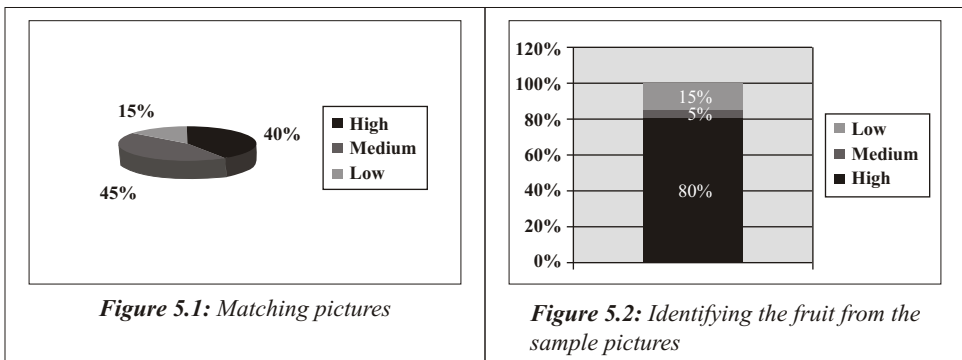 15%
40%
45%
High
Medium
Low
Figure 5.1: Matching pictures
120%
100%
80%
60%
40%
20%
0%
15%
5%
80%
Low
Medium
High
Figure 5.2: Identifying the fruit from the
sample pictures